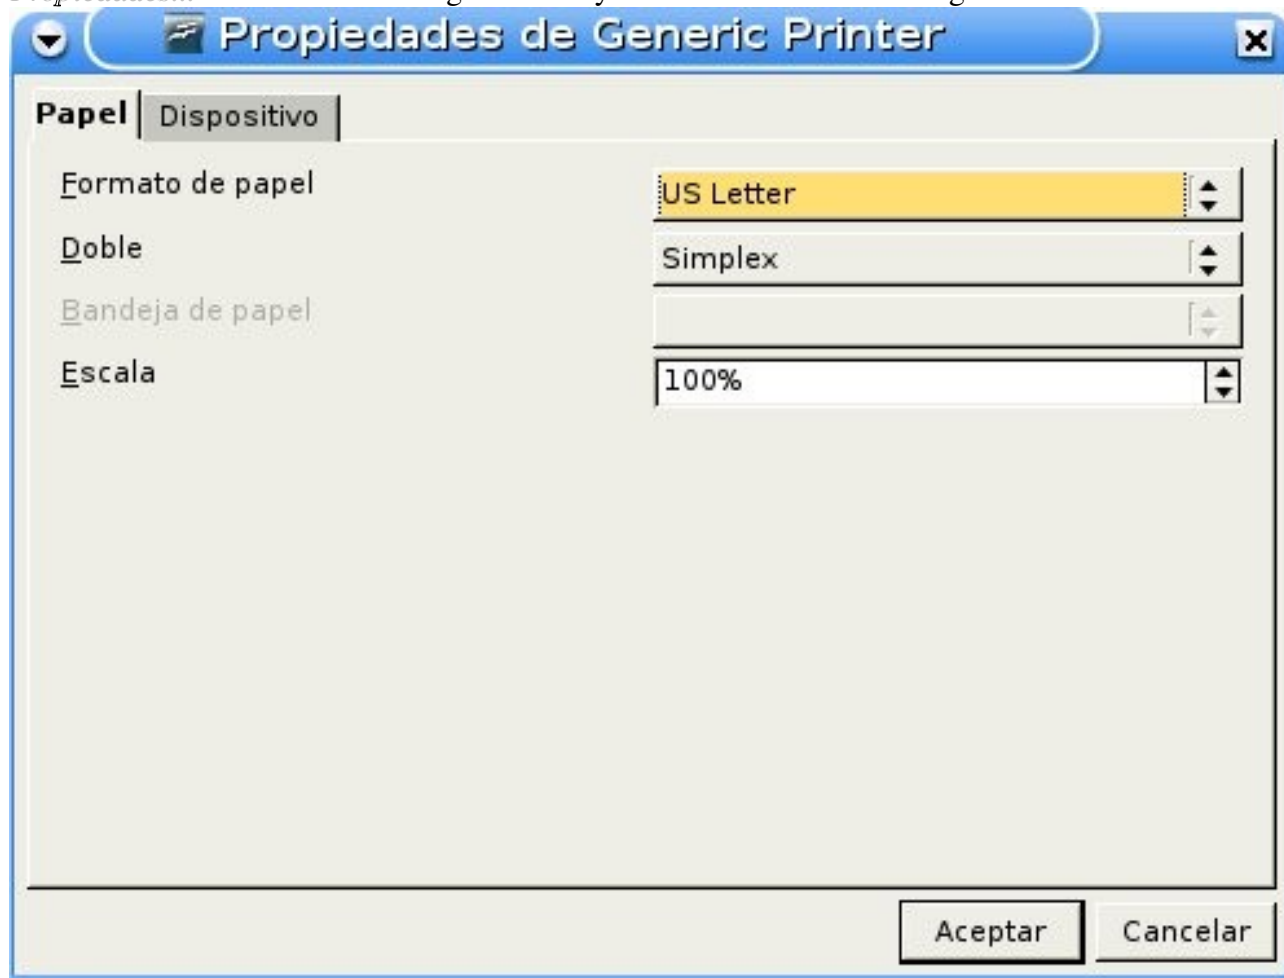 Propiedades de Generic Printer
Papel Dispositivo
Formato de papel US Letter
Doble Simplex
Bandeja de papel
Escala 100%
Aceptar Cancelar